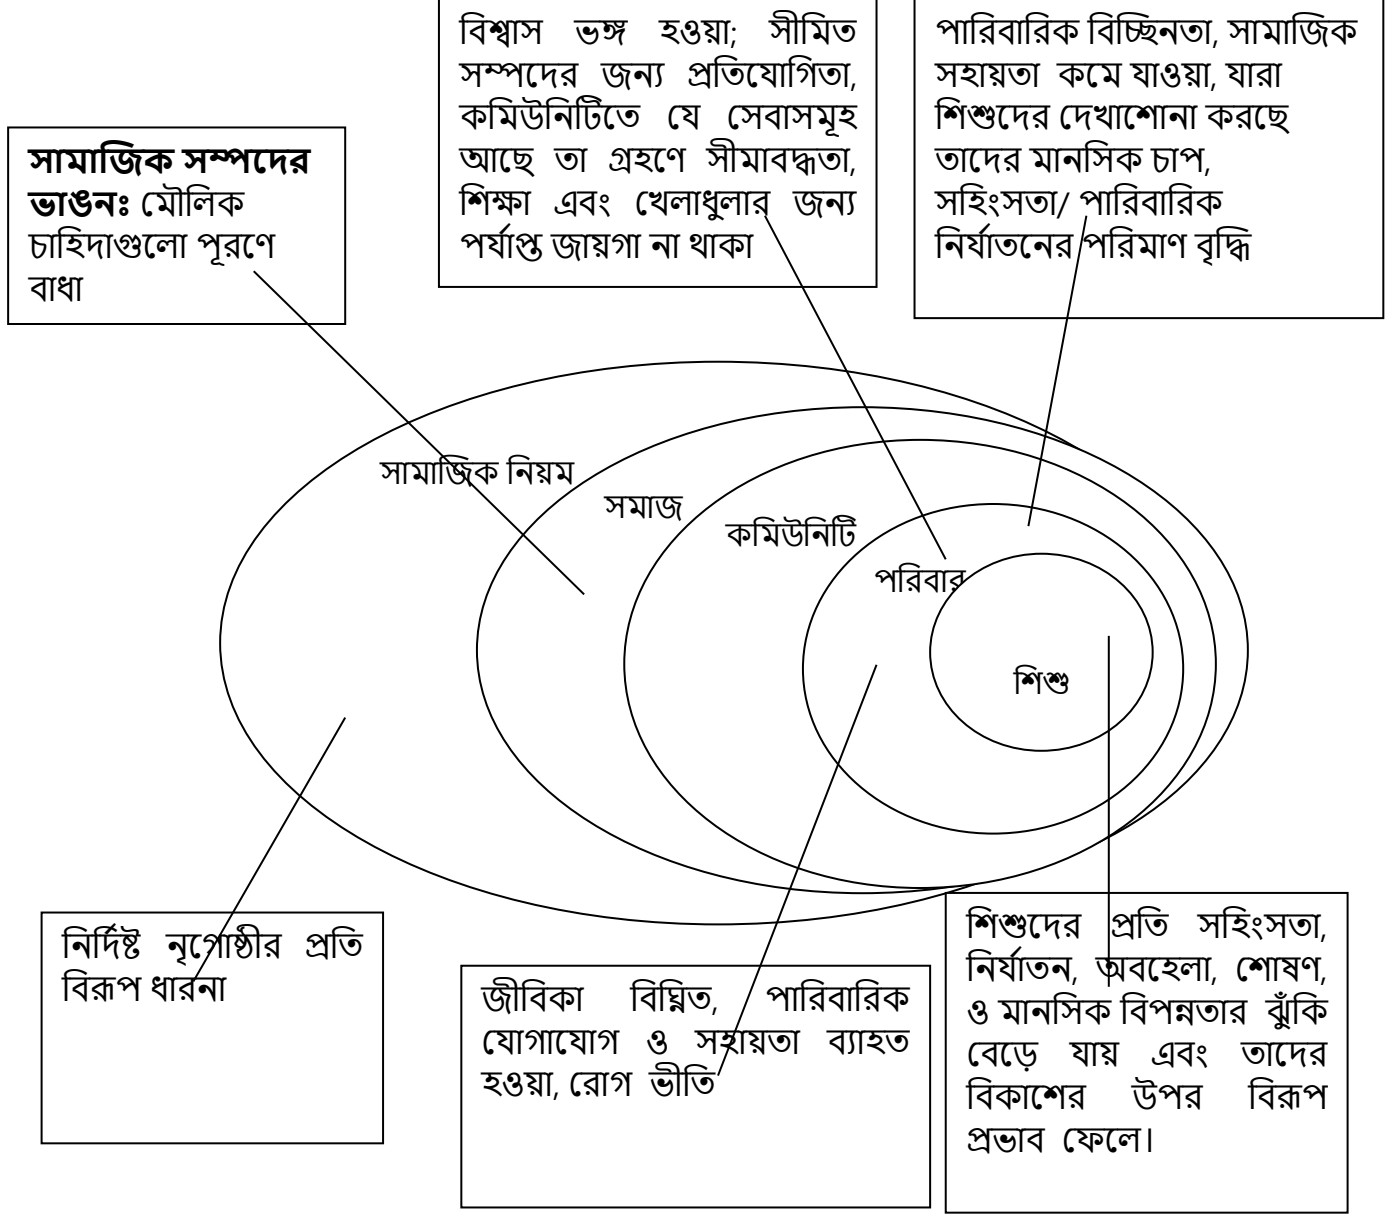 বিশ্বাস ভঙ্গ হওয়া; সীমিত
সম্পদের জন্য প্রতিযোগিতা,
কমিউনিটিতে যে সেবাসমূহ
আছে তা গ্রহণে সীমাবদ্ধতা,
শিক্ষা এবং খেলাধুলার জন্য
পর্যাপ্ত জায়গা না থাকা
পারিবারিক বিচ্ছিনতা, সামাজিক
সহায়তা কমে যাওয়া, যারা
শিশুদের দেখাশোনা করছে
তাদের মানসিক চাপ,
সহিংসতা/ পারিবারিক
নির্যাতনের পরিমাণ বৃদ্ধি
সামাজিক সম্পদের
ভাঙনঃ মৌলিক
চাহিদাগুলো পূরণে
বাধা
সামাজিক নিয়ম
সমাজ
কমিউনিটি
পরিবার
শিশু
নির্দিষ্ট নৃগোষ্ঠীর প্রতি
বিরূপ ধারনা
জীবিকা বিঘ্নিত, পারিবারিক
যোগাযোগ ও সহায়তা ব্যাহত
হওয়া, রোগ ভীতি
শিশুদের প্রতি সহিংসতা,
নির্যাতন, অবহেলা, শোষণ,
ও মানসিক বিপন্নতার ঝুঁকি
বেড়ে যায় এবং তাদের
বিকাশের উপর বিরূপ
প্রভাব ফেলে।